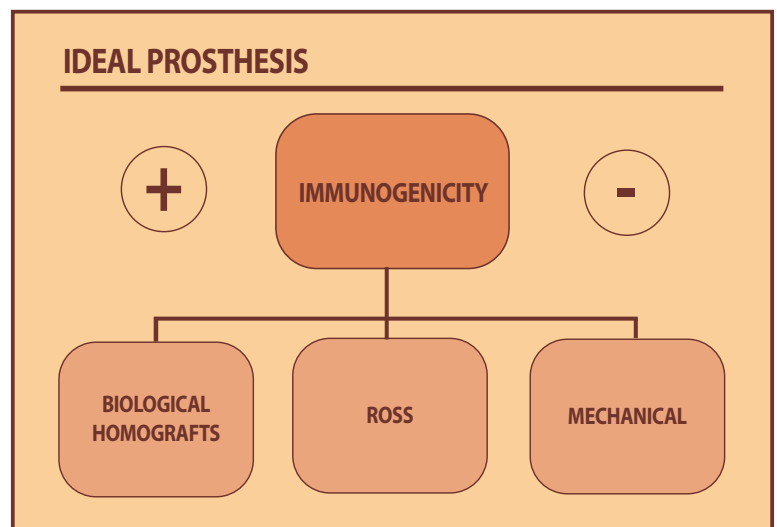 IDEAL PROSTHESIS
+
IMMUNOGENICITY
-
BIOLOGICAL
HOMOGRAFTS
ROSS
MECHANICAL